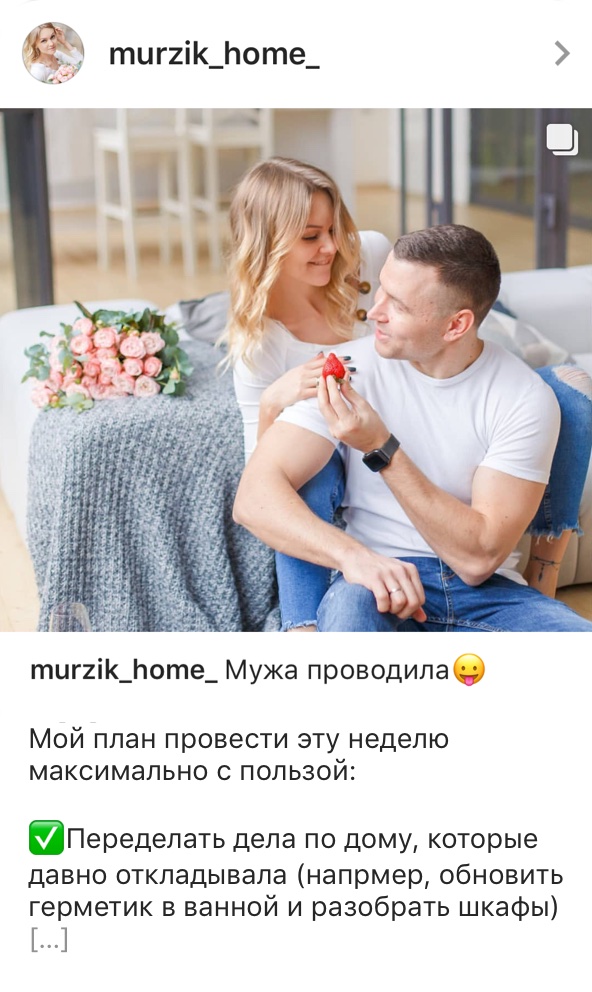 murzik_home_
murzik_home_ Мужа проводила😛
Мой план провести эту неделю
максимально с пользой:
✅Переделать дела по дому, которые
давно откладывала (напрмер, обновить
герметик в ванной и разобрать шкафы)
[...]